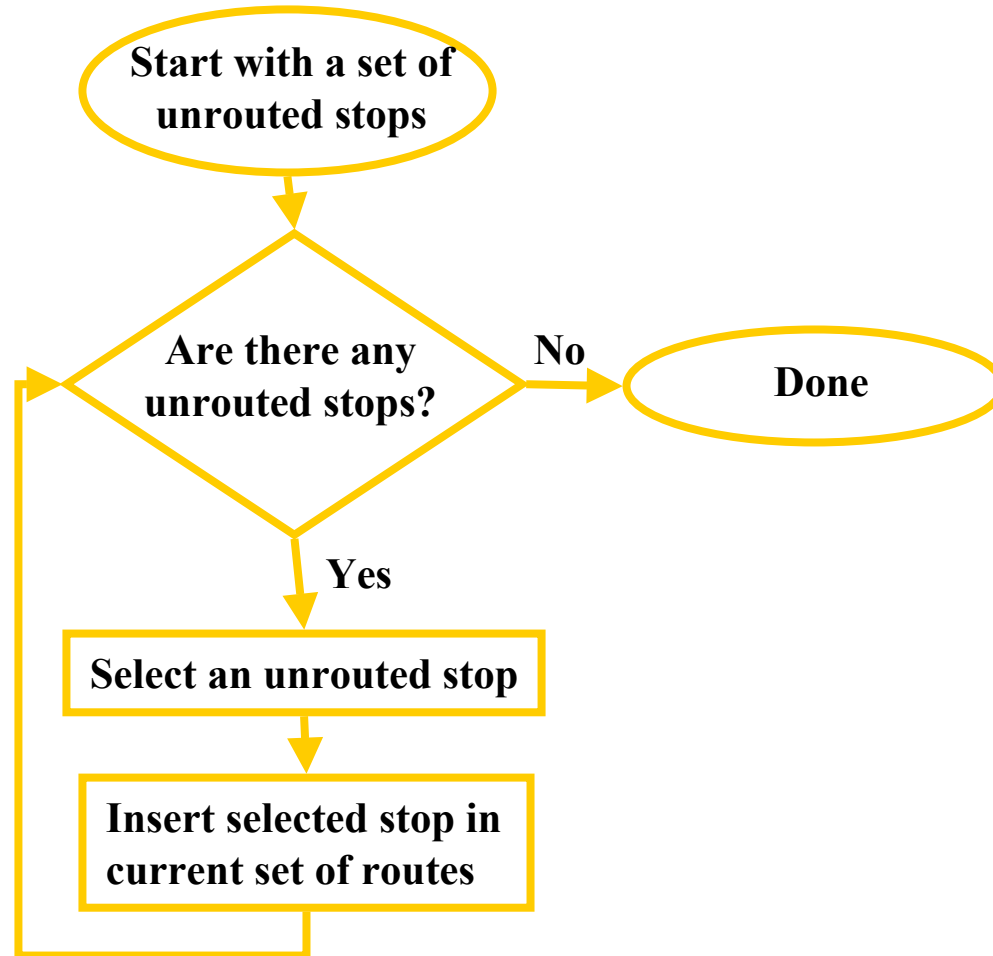 Start with a set of
unrouted stops
Are there any
unrouted stops?
No
Done
Yes
Select an unrouted stop
Insert selected stop in
current set of routes